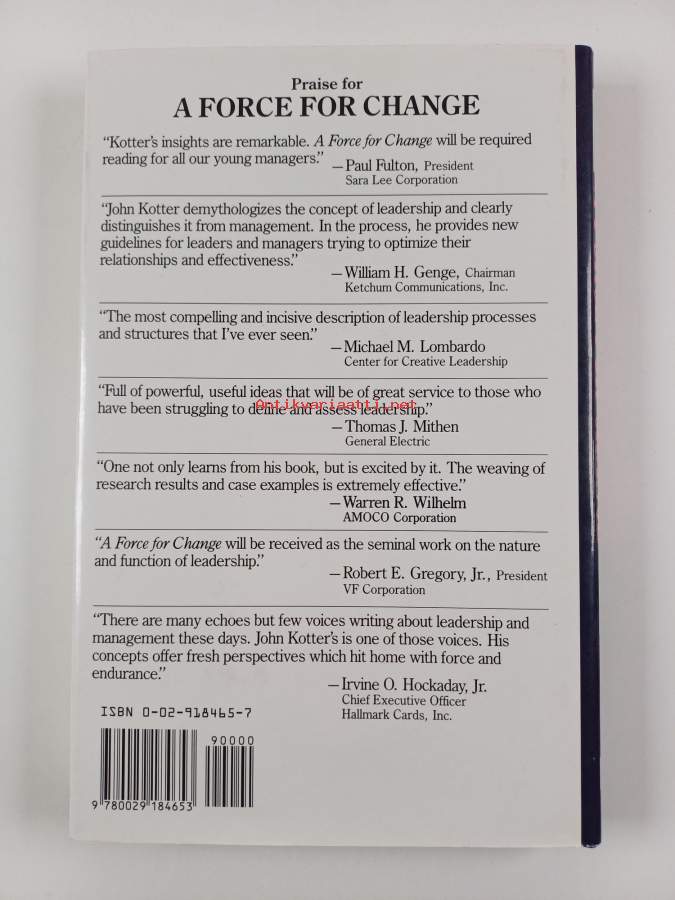 Praise for
A FORCE FOR CHANGE
“Kotter’s insights are remarkable. A Force for Change will be required
reading for all our young managers.”
—Paul Fulton, President
Sara Lee Corporation
“John Kotter demythologizes the concept of leadership and clearly
distinguishes it from management. In the process, he provides new
guidelines for leaders and managers trying to optimize their
relationships and effectiveness.”
—William H. Genge, Chairman
Ketchum Communications, Inc.
“The most compelling and incisive description of leadership processes
and structures that I’ve ever seen.”
—Michael M. Lombardo
Center for Creative Leadership
“Full of powerful, useful ideas that will be of great service to those who
have been struggling to define and assess leadership.”
Antikvariaatti.net
—Thomas J. Mithen
General Electric
“One not only learns from his book, but is excited by it. The weaving of
research results and case examples is extremely effective.”
—Warren R. Wilhelm
AMOCO Corporation
“A Force for Change will be received as the seminal work on the nature
and function of leadership.”
—Robert E. Gregory, Jr., President
VF Corporation
“There are many echoes but few voices writing about leadership and
management these days. John Kotter’s is one of those voices. His
concepts offer fresh perspectives which hit home with force and
endurance.”
—Irvine O. Hockaday, Jr.
Chief Executive Officer
Hallmark Cards, Inc.
ISBN 0-02-918465-7
90000
9 780029 184653